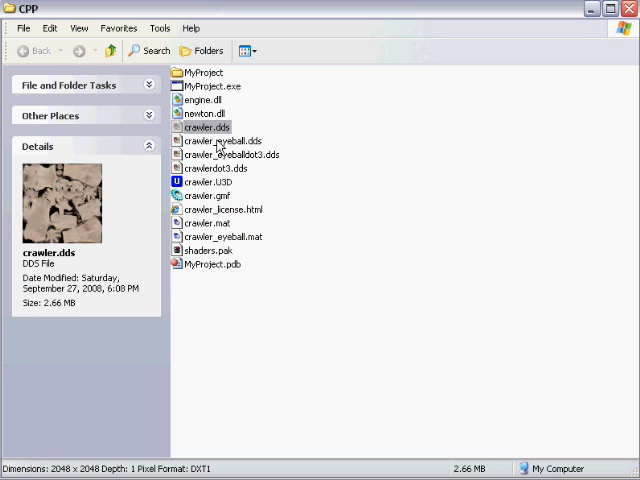 CPP
File Edit View Favorites Tools Help
Back Search Folders
File and Folder Tasks
Other Places
Details
crawler.dds
DDS File
Date Modified: Saturday,
September 27, 2008, 6:08 PM
Size: 2.66 MB
MyProject
MyProject.exe
engine.dll
newton.dll
crawler.dds
crawler_eyeball.dds
crawler_eyeballdot3.dds
crawlerdot3.dds
crawler.U3D
crawler.gmf
crawler_license.html
crawler.mat
crawler_eyeball.mat
shaders.pak
MyProject.pdb
Dimensions: 2048 x 2048 Depth: 1 Pixel Format: DXT1 2.66 MB My Computer